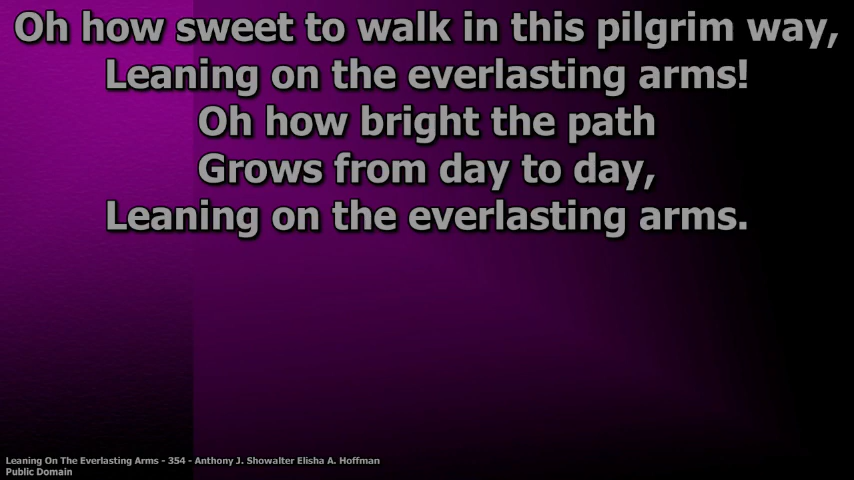 Oh how sweet to walk in this pilgrim way,
Leaning on the everlasting arms!
Oh how bright the path
Grows from day to day,
Leaning on the everlasting arms.
Leaning On The Everlasting Arms - 354 - Anthony J. Showalter Elisha A. Hoffman
Public Domain